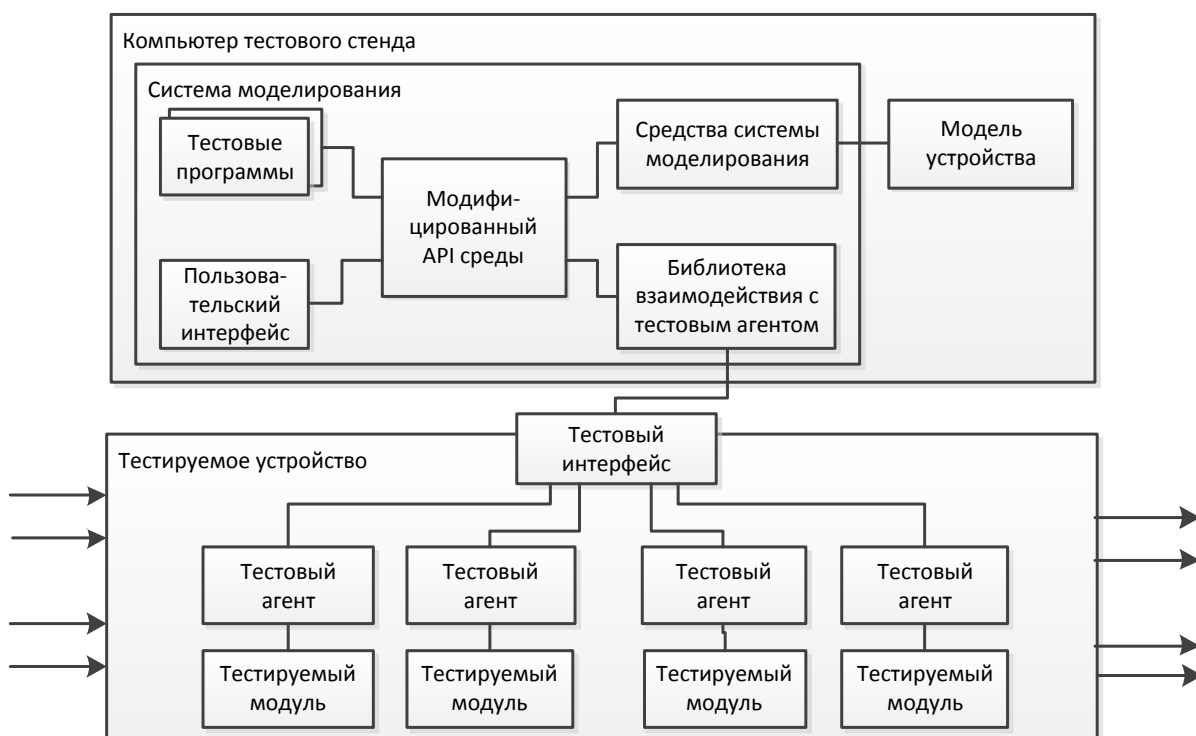 Компьютер тестового стенда
Система моделирования
Тестовые
программы
Средства системы
моделирования
Модель
устройства
Модифи-
цированный
API среды
Пользова-
тельский
интерфейс
Библиотека
взаимодействия с
тестовым агентом
Тестовый
интерфейс
Тестируемое устройство
Тестовый
агент
Тестовый
агент
Тестовый
агент
Тестовый
агент
Тестируемый
модуль
Тестируемый
модуль
Тестируемый
модуль
Тестируемый
модуль